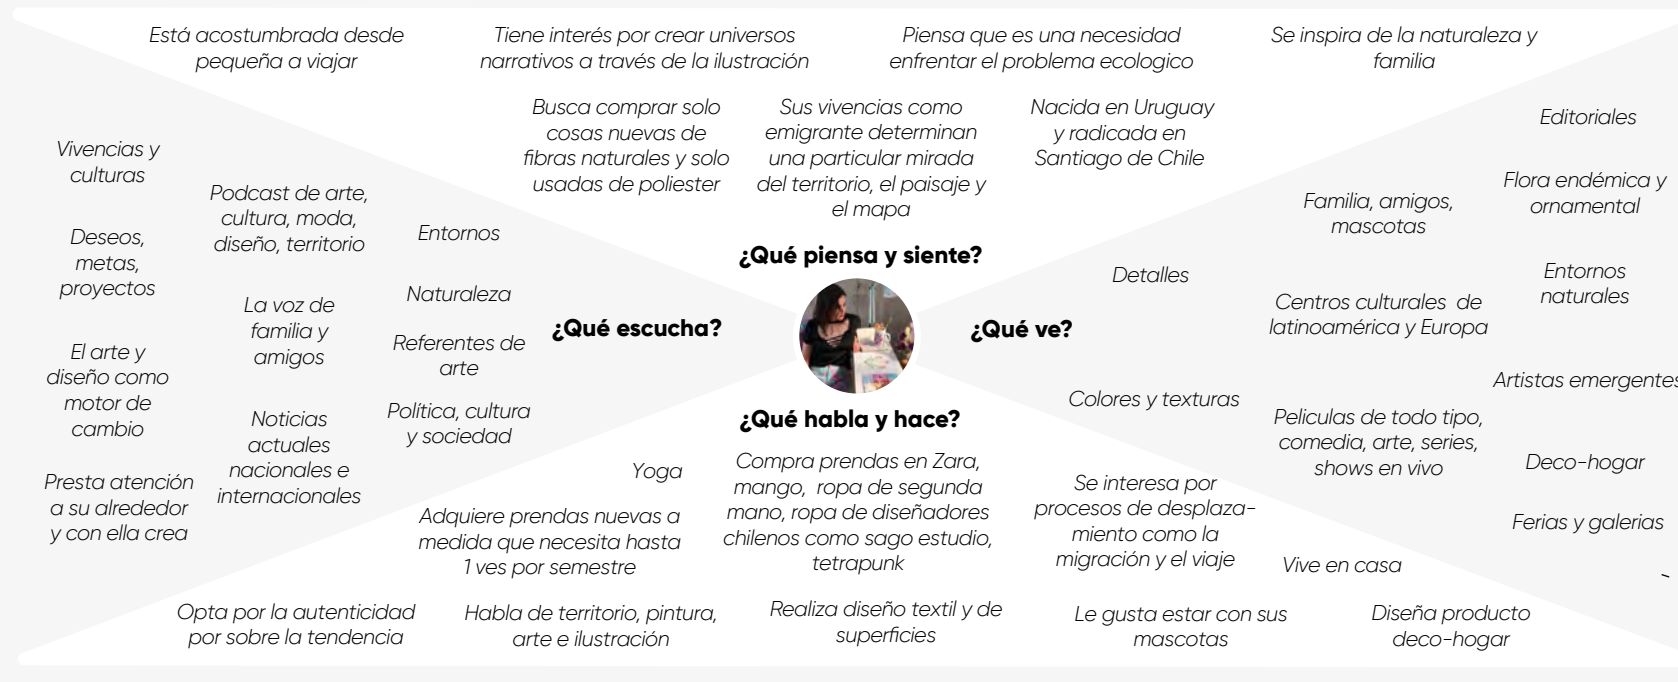 Está acostumbrada desde
pequeña a viajar
Tiene interés por crear universos
narrativos a través de la ilustración
Piensa que es una necesidad
enfrentar el problema ecologico
Se inspira de la naturaleza y
familia
Busca comprar solo
cosas nuevas de
fibras naturales y solo
usadas de poliester
Sus vivencias como
emigrante determinan
una particular mirada
del territorio, el paisaje y
el mapa
Nacida en Uruguay
y radicada en
Santiago de Chile
¿Qué piensa y siente?
Vivencias y
culturas
Deseos,
metas,
proyectos
El arte y
diseño como
motor de
cambio
Presta atención
a su alrededor
y con ella crea
Podcast de arte,
cultura, moda,
diseño, territorio
La voz de
familia y
amigos
Noticias
actuales
nacionales e
internacionales
Entornos
Naturaleza
Referentes de
arte
Política, cultura
y sociedad
¿Qué escucha?
¿Qué ve?
Detalles
Colores y texturas
Familia, amigos,
mascotas
Centros culturales de
latinoamérica y Europa
Peliculas de todo tipo,
comedia, arte, series,
shows en vivo
Editoriales
Flora endémica y
ornamental
Entornos
naturales
Artistas emergentes
Deco-hogar
Ferias y galerias
¿Qué habla y hace?
Yoga
Adquiere prendas nuevas a
medida que necesita hasta
1 ves por semestre
Compra prendas en Zara,
mango, ropa de segunda
mano, ropa de diseñadores
chilenos como sago estudio,
tetrapunk
Se interesa por
procesos de desplaza-
miento como la
migración y el viaje
Vive en casa
Opta por la autenticidad
por sobre la tendencia
Habla de territorio, pintura,
arte e ilustración
Realiza diseño textil y de
superficies
Le gusta estar con sus
mascotas
Diseña producto
deco-hogar